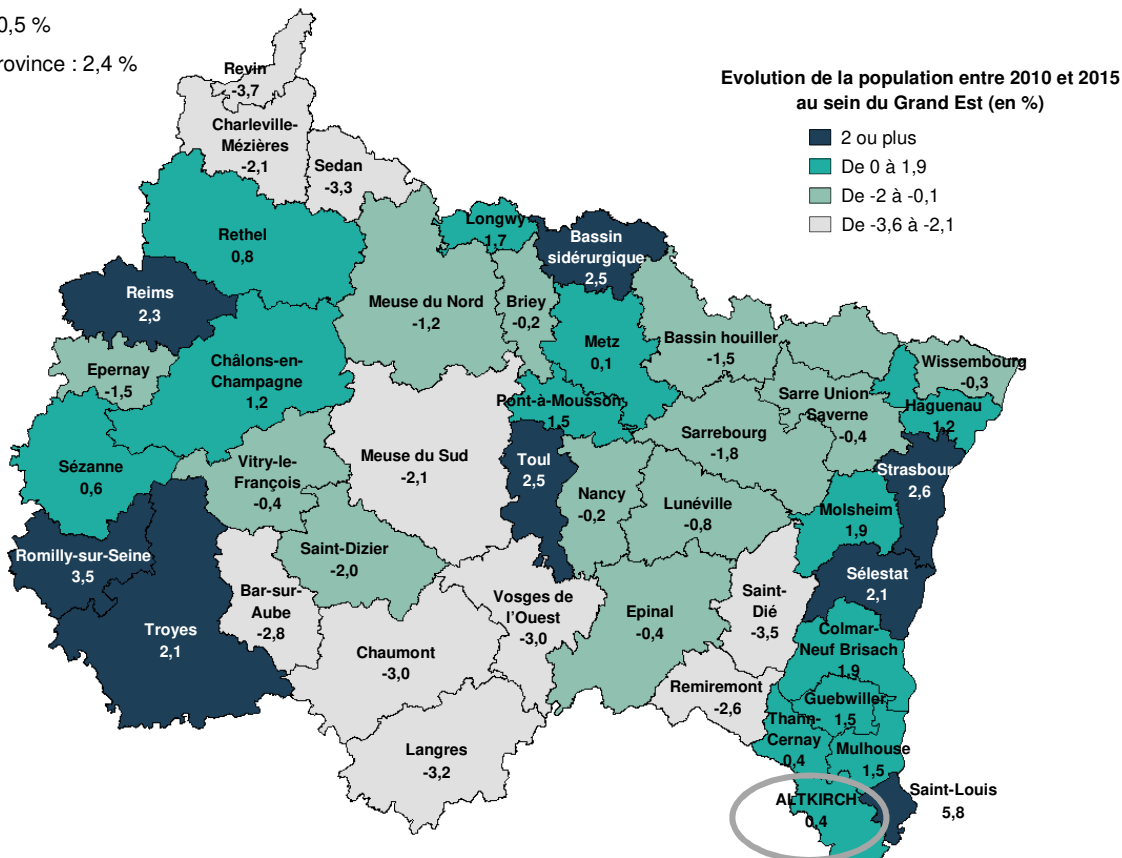 0,5 %
rovince : 2,4 %
Evolution de la population entre 2010 et 2015
au sein du Grand Est (en %)
2 ou plus
De 0 à 1,9
De -2 à -0,1
De -3,6 à -2,1
Revin
-3,7
Charleville-
Mézières
-2,1
Sedan
-3,3
Rethel
0,8
Longwy
1,7
Bassin
sidérurgique
2,5
Reims
2,3
Meuse du Nord
-1,2
Briey
-0,2
Metz
0,1
Bassin houiller
-1,5
Wissembourg
-0,3
Epernay
-1,5
Châlons-en-
Champagne
1,2
Pont-à-Mousson
1,5
Sarre Union-
Saverne
-0,4
Haguenau
1,2
Sézanne
0,6
Vitry-le-
François
-0,4
Meuse du Sud
-2,1
Toul
2,5
Nancy
-0,2
Sarrebourg
-1,8
Lunéville
-0,8
Strasbour
2,6
Molsheim
1,9
Romilly-sur-Seine
3,5
Saint-Dizier
-2,0
Sélestat
2,1
Troyes
2,1
Bar-sur-
Aube
-2,8
Vosges de
l'Ouest
-3,0
Epinal
-0,4
Saint-
Dié
-3,5
Colmar-
Neuf Brisach
1,9
Chaumont
-3,0
Remiremont
-2,6
Guebwiller
1,5
Thann-
Cernay
0,4
Mulhouse
1,5
Langres
-3,2
ALTKIRCH
0,4
Saint-Louis
5,8